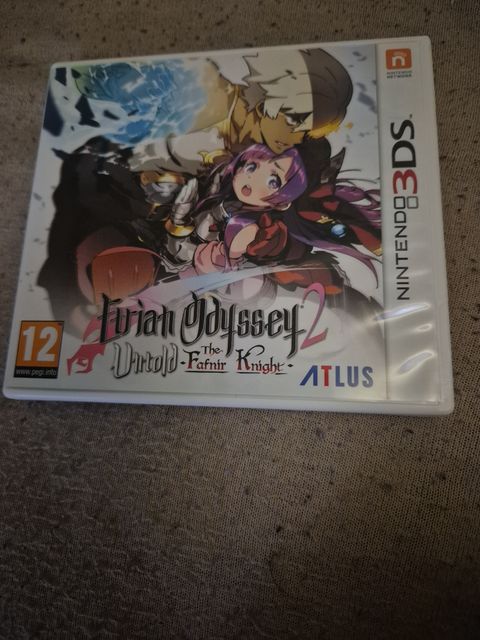 NINTENDO
NETWORK
NINTENDO 3DS
Etrian Odyssey 2
Untold The Fafnir Knight
12
www.pegi.info
ATLUS